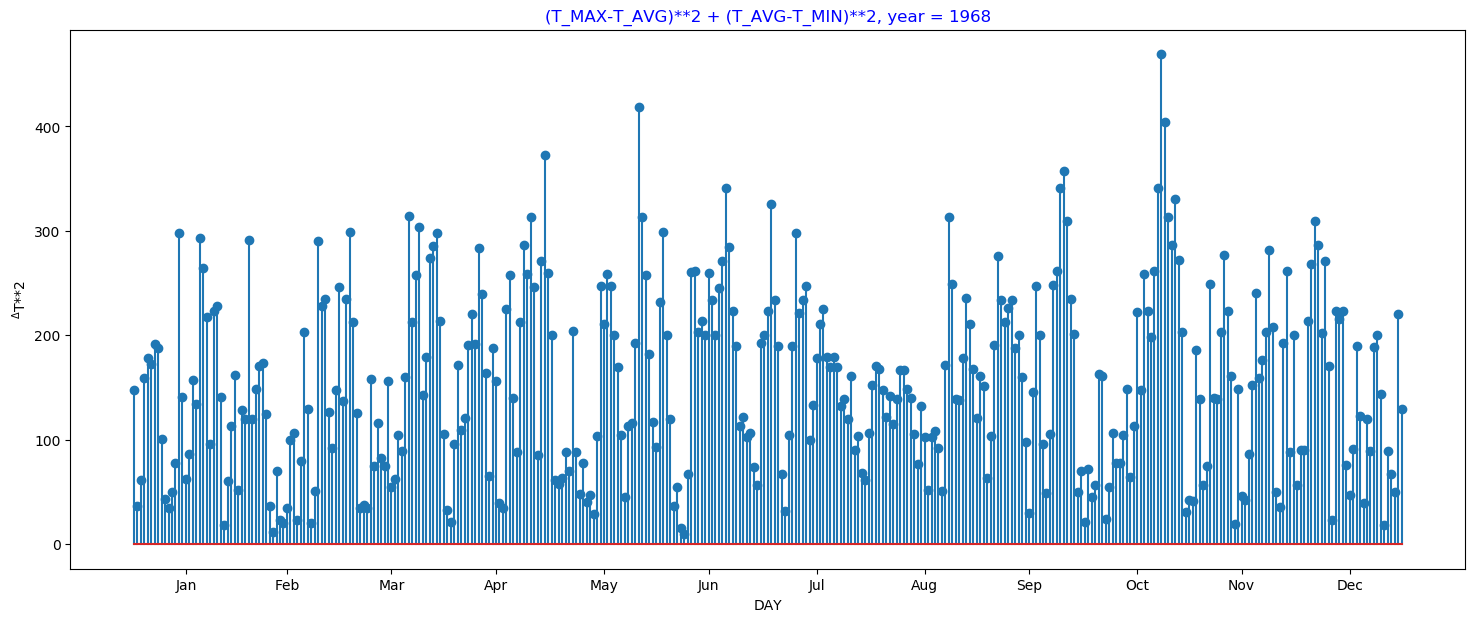 (T_MAX-T_AVG)**2 + (T_AVG-T_MIN)**2, year = 1968
400
300
200
100
0
ΔT**2
Jan Feb Mar Apr May Jun Jul Aug Sep Oct Nov Dec
DAY